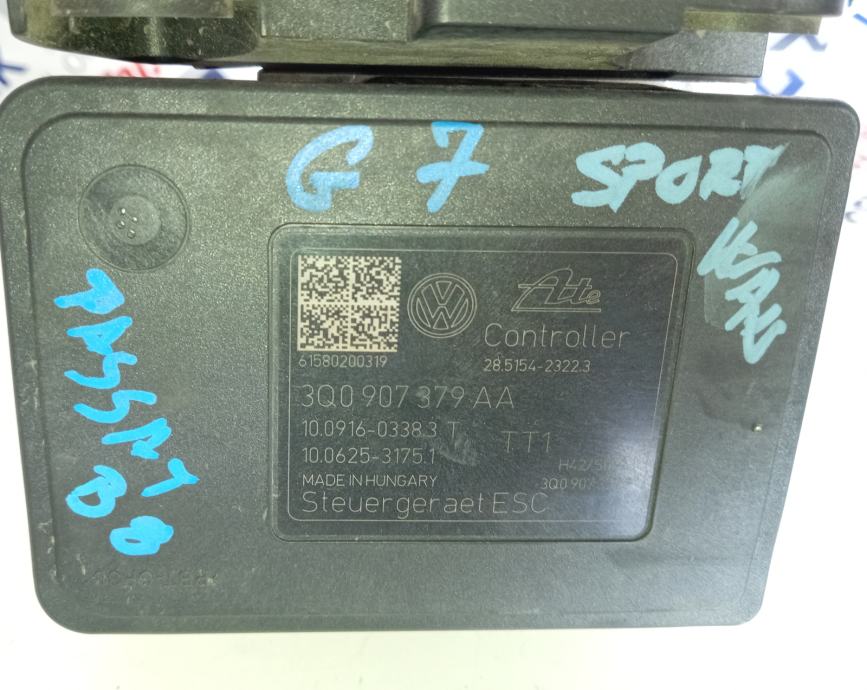 G 7
SPORT
VAN
PASSAT
B8
Ate
Controller
61580200319
28.5154-2322.3
3Q0 907 379 AA
10.0916-0338.3 T
TT1
10.0625-3175.1
MADE IN HUNGARY
Steuergeraet ESC